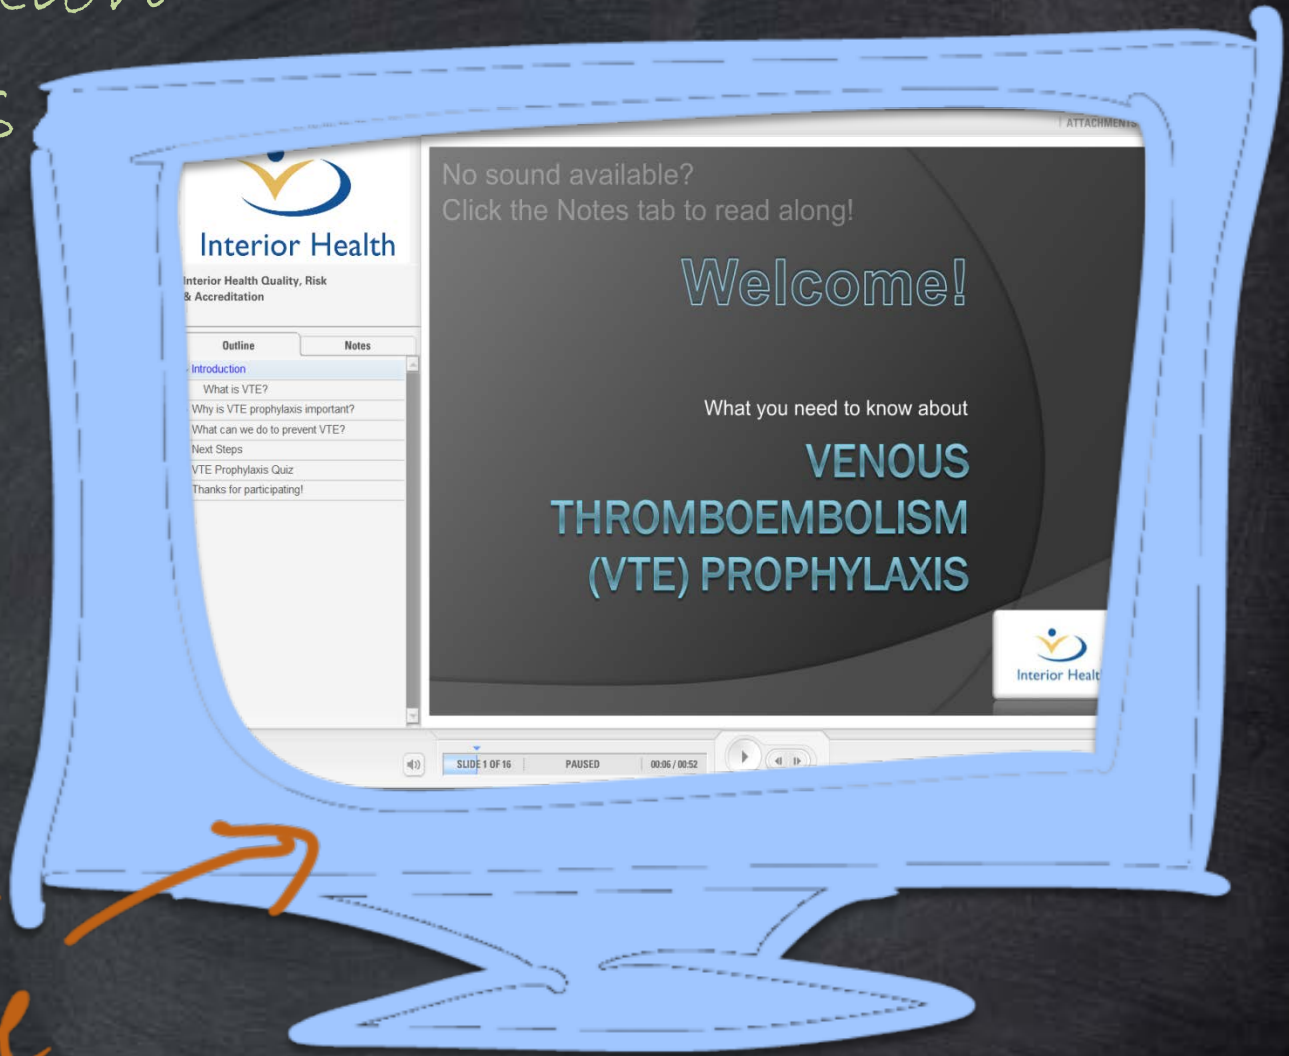 ATTACHMENTS
Interior Health
Interior Health Quality, Risk
& Accreditation
Outline
Notes
Introduction
What is VTE?
Why is VTE prophylaxis important?
What can we do to prevent VTE?
Next Steps
VTE Prophylaxis Quiz
Thanks for participating!
No sound available?
Click the Notes tab to read along!
Welcome!
What you need to know about
VENOUS
THROMBOEMBOLISM
(VTE) PROPHYLAXIS
Interior Healt
SLIDE 1 OF 16
PAUSED
00:06 / 00:52